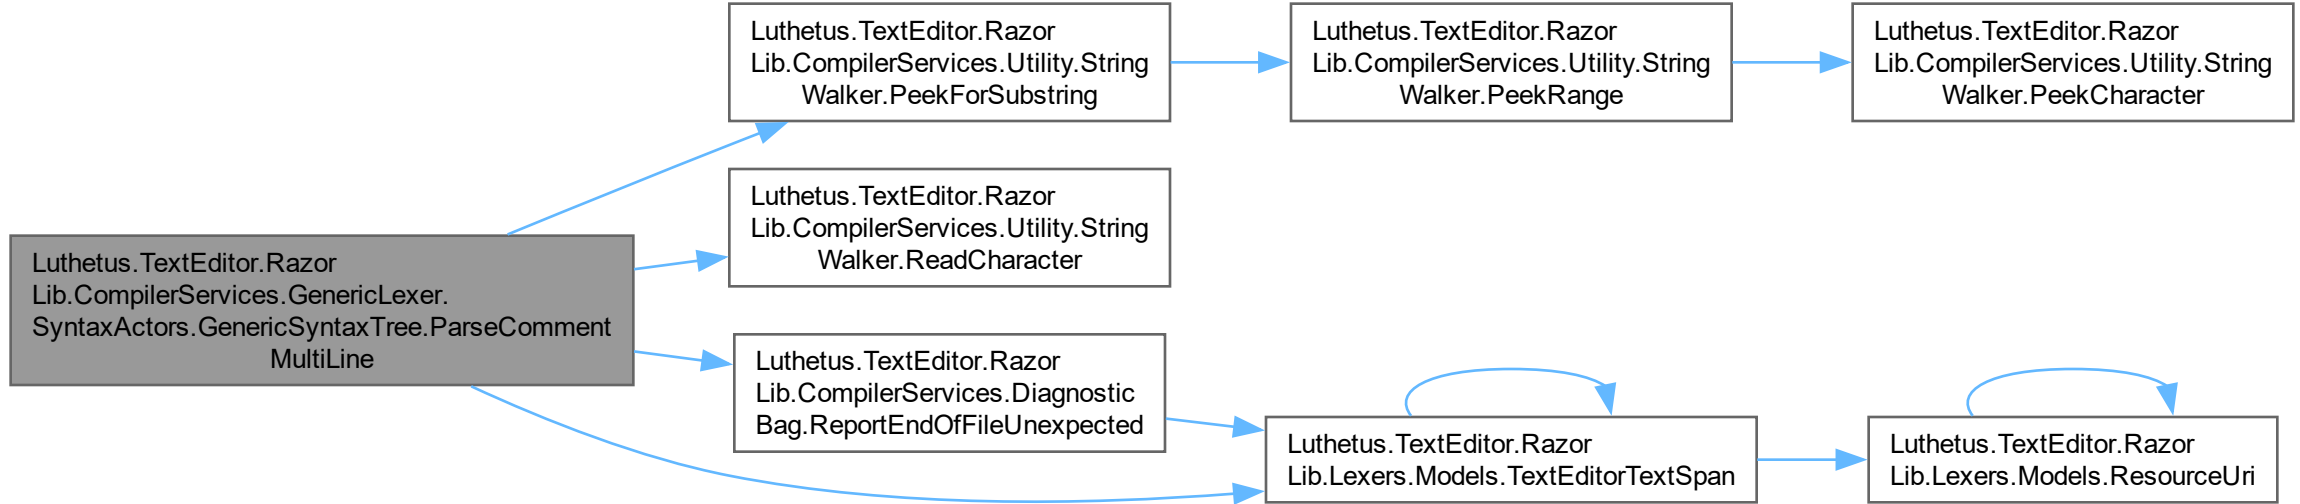 Luthetus.TextEditor.Razor
Lib.CompilerServices.Utility.String
Walker.PeekForSubstring
Luthetus.TextEditor.Razor
Lib.CompilerServices.Utility.String
Walker.PeekRange
Luthetus.TextEditor.Razor
Lib.CompilerServices.Utility.String
Walker.PeekCharacter
Luthetus.TextEditor.Razor
Lib.CompilerServices.Utility.String
Walker.ReadCharacter
Luthetus.TextEditor.Razor
Lib.CompilerServices.GenericLexer.
SyntaxActors.GenericSyntaxTree.ParseComment
MultiLine
Luthetus.TextEditor.Razor
Lib.CompilerServices.Diagnostic
Bag.ReportEndOfFileUnexpected
Luthetus.TextEditor.Razor
Lib.Lexers.Models.TextEditorTextSpan
Luthetus.TextEditor.Razor
Lib.Lexers.Models.ResourceUri